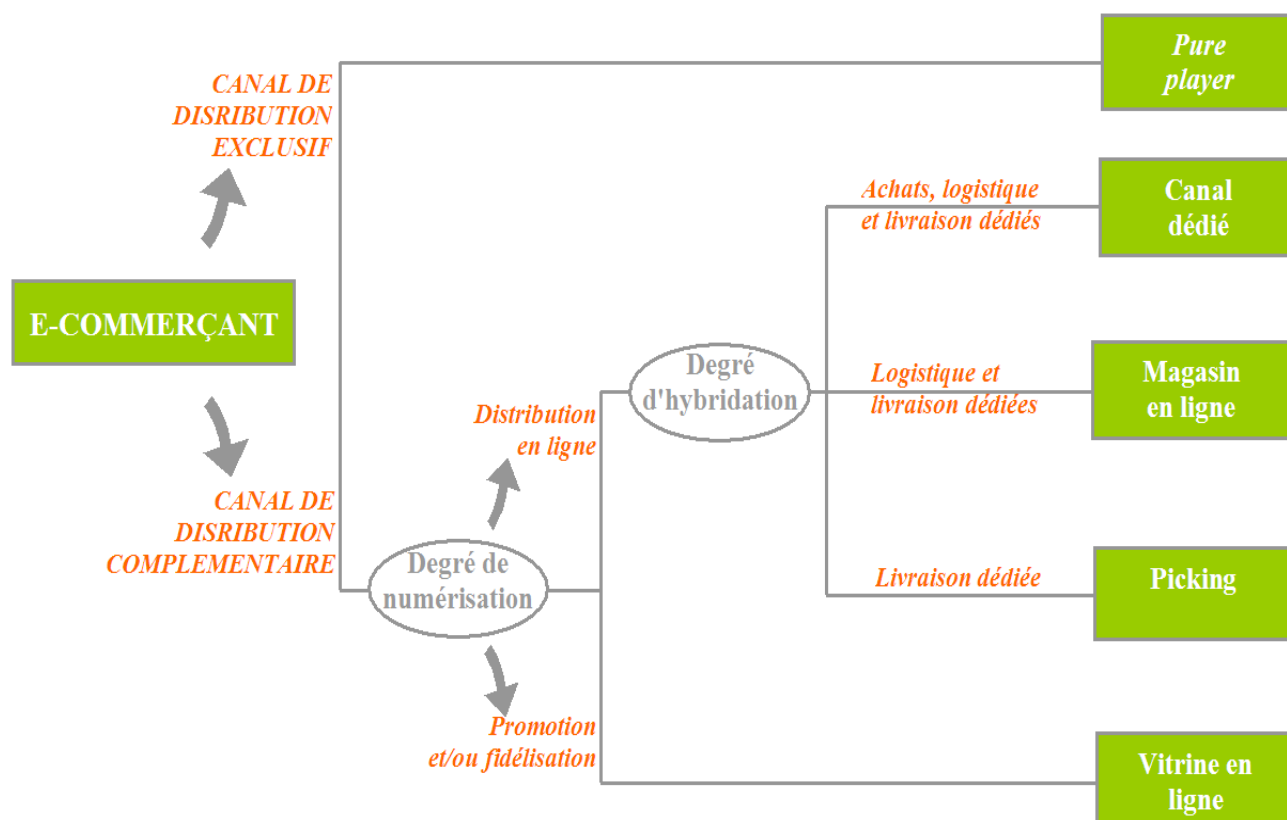 Pure
player
CANAL DE
DISRIBUTION
EXCLUSIF
Achats, logistique
et livraison dédiés
Canal
dédié
E-COMMERÇANT
Degré
d'hybridation
Logistique et
livraison dédiées
Magasin
en ligne
Distribution
en ligne
CANAL DE
DISRIBUTION
COMPLEMENTAIRE
Degré de
numérisation
Livraison dédiée
Picking
Promotion
et/ou fidélisation
Vitrine en
ligne